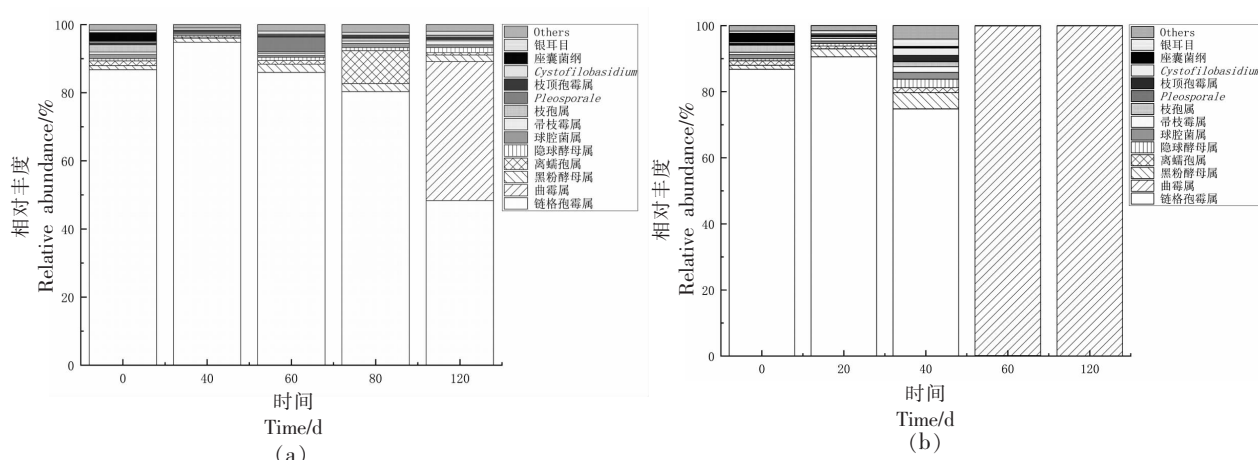 100
80
60
40
20
0
相对丰度
Relative abundance/%
0 40 60 80 120
时间
Time/d
(a)
Others
银耳目
座囊菌纲
Cystofilobasidium
枝顶孢霉属
Pleosporale
枝孢属
帚枝霉属
球腔菌属
隐球酵母属
离蠕孢属
黑粉酵母属
曲霉属
链格孢霉属
100
80
60
40
20
0
相对丰度
Relative abundance/%
0 20 40 60 120
时间
Time/d
(b)
Others
银耳目
座囊菌纲
Cystofilobasidium
枝顶孢霉属
Pleosporale
枝孢属
帚枝霉属
球腔菌属
隐球酵母属
离蠕孢属
黑粉酵母属
曲霉属
链格孢霉属